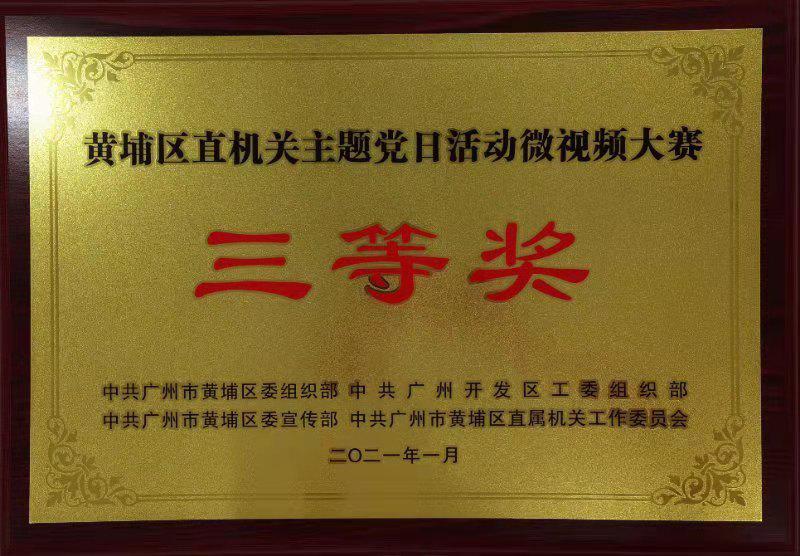 黄埔区直机关主题党日活动微视频大赛
三等奖
中共广州市黄埔区委组织部 中共广州开发区工委组织部
中共广州市黄埔区委宣传部 中共广州市黄埔区直属机关工作委员会
二〇二一年一月